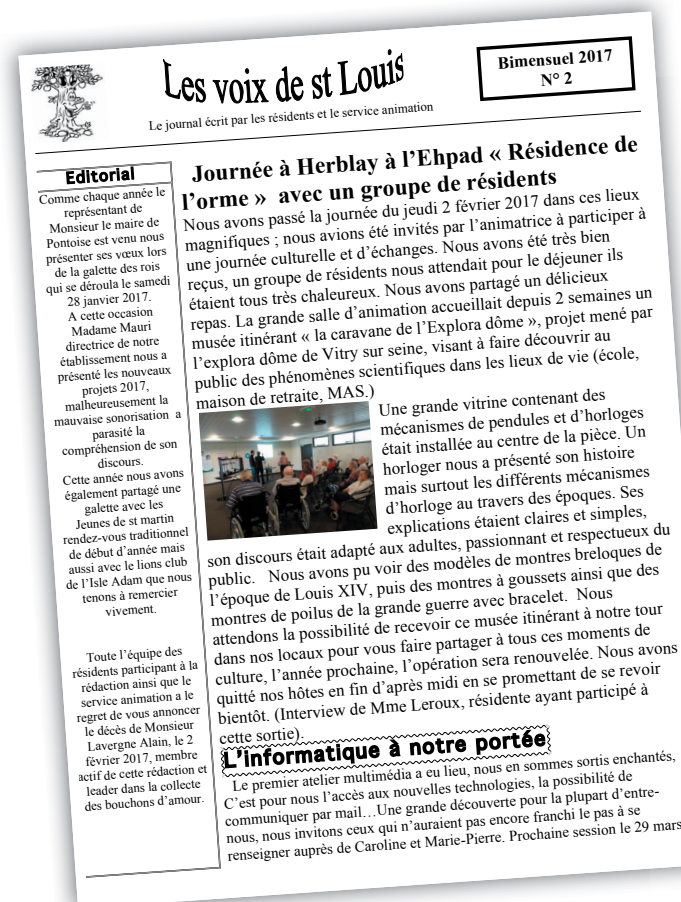 Les voix de st Louis
Le journal écrit par les résidents et le service animation
Bimensuel 2017
N° 2
Editorial
Comme chaque année le
représentant de
Monsieur le maire de
Pontoise est venu nous
présenter ses vœux lors
de la galette des rois
qui se déroula le samedi
28 janvier 2017.
A cette occasion
Madame Mauri
directrice de notre
établissement nous a
présenté les nouveaux
projets 2017,
malheureusement la
mauvaise sonorisation a
parasité la
compréhension de son
discours.
Cette année nous avons
également partagé une
galette avec les
Jeunes de st martin
rendez-vous traditionnel
de début d'année mais
aussi avec le lions club
de l'Isle Adam que nous
tenons à remercier
vivement.
Toute l'équipe des
résidents participant à la
rédaction ainsi que le
service animation a le
regret de vous annoncer
le décès de Monsieur
Lavergne Alain, le 2
février 2017, membre
actif de cette rédaction et
leader dans la collecte
des bouchons d'amour.
Journée à Herblay à l'Ehpad « Résidence de
l'orme » avec un groupe de résidents
Nous avons passé la journée du jeudi 2 février 2017 dans ces lieux
magnifiques ; nous avions été invités par l'animatrice à participer à
une journée culturelle et d'échanges. Nous avons été très bien
reçus, un groupe de résidents nous attendait pour le déjeuner ils
étaient tous très chaleureux. Nous avons partagé un délicieux
repas. La grande salle d'animation accueillait depuis 2 semaines un
musée itinérant « la caravane de l'Explora dôme », projet mené par
l'explora dôme de Vitry sur seine, visant à faire découvrir au
public des phénomènes scientifiques dans les lieux de vie (école,
maison de retraite, MAS.)
Une grande vitrine contenant des
mécanismes de pendules et d'horloges
était installée au centre de la pièce. Un
horloger nous a présenté son histoire
mais surtout les différents mécanismes
d'horloge au travers des époques. Ses
explications étaient claires et simples,
son discours était adapté aux adultes, passionnant et respectueux du
public. Nous avons pu voir des modèles de montres breloques de
l'époque de Louis XIV, puis des montres à goussets ainsi que des
montres de poilus de la grande guerre avec bracelet. Nous
attendons la possibilité de recevoir ce musée itinérant à notre tour
dans nos locaux pour vous faire partager à tous ces moments de
culture, l'année prochaine, l'opération sera renouvelée. Nous avons
quitté nos hôtes en fin d'après midi en se promettant de se revoir
bientôt. (Interview de Mme Leroux, résidente ayant participé à
cette sortie).
L'informatique à notre portée
Le premier atelier multimédia a eu lieu, nous en sommes sortis enchantés,
C'est pour nous l'accès aux nouvelles technologies, la possibilité de
communiquer par mail…Une grande découverte pour la plupart d'entre-
nous, nous invitons ceux qui n'auraient pas encore franchi le pas à se
renseigner auprès de Caroline et Marie-Pierre. Prochaine session le 29 mars